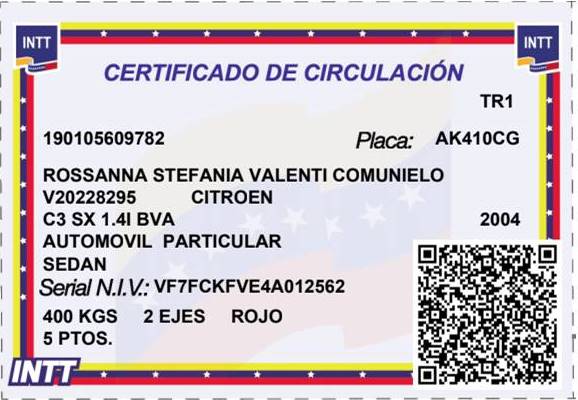 INTT
INTT
CERTIFICADO DE CIRCULACIÓN
TR1
190105609782 Placa: AK410CG
ROSSANNA STEFANIA VALENTI COMUNIELO
V20228295 CITROEN
C3 SX 1.4I BVA 2004
AUTOMOVIL PARTICULAR
SEDAN
Serial N.I.V.: VF7FCKFVE4A012562
400 KGS 2 EJES ROJO
5 PTOS.
INTT